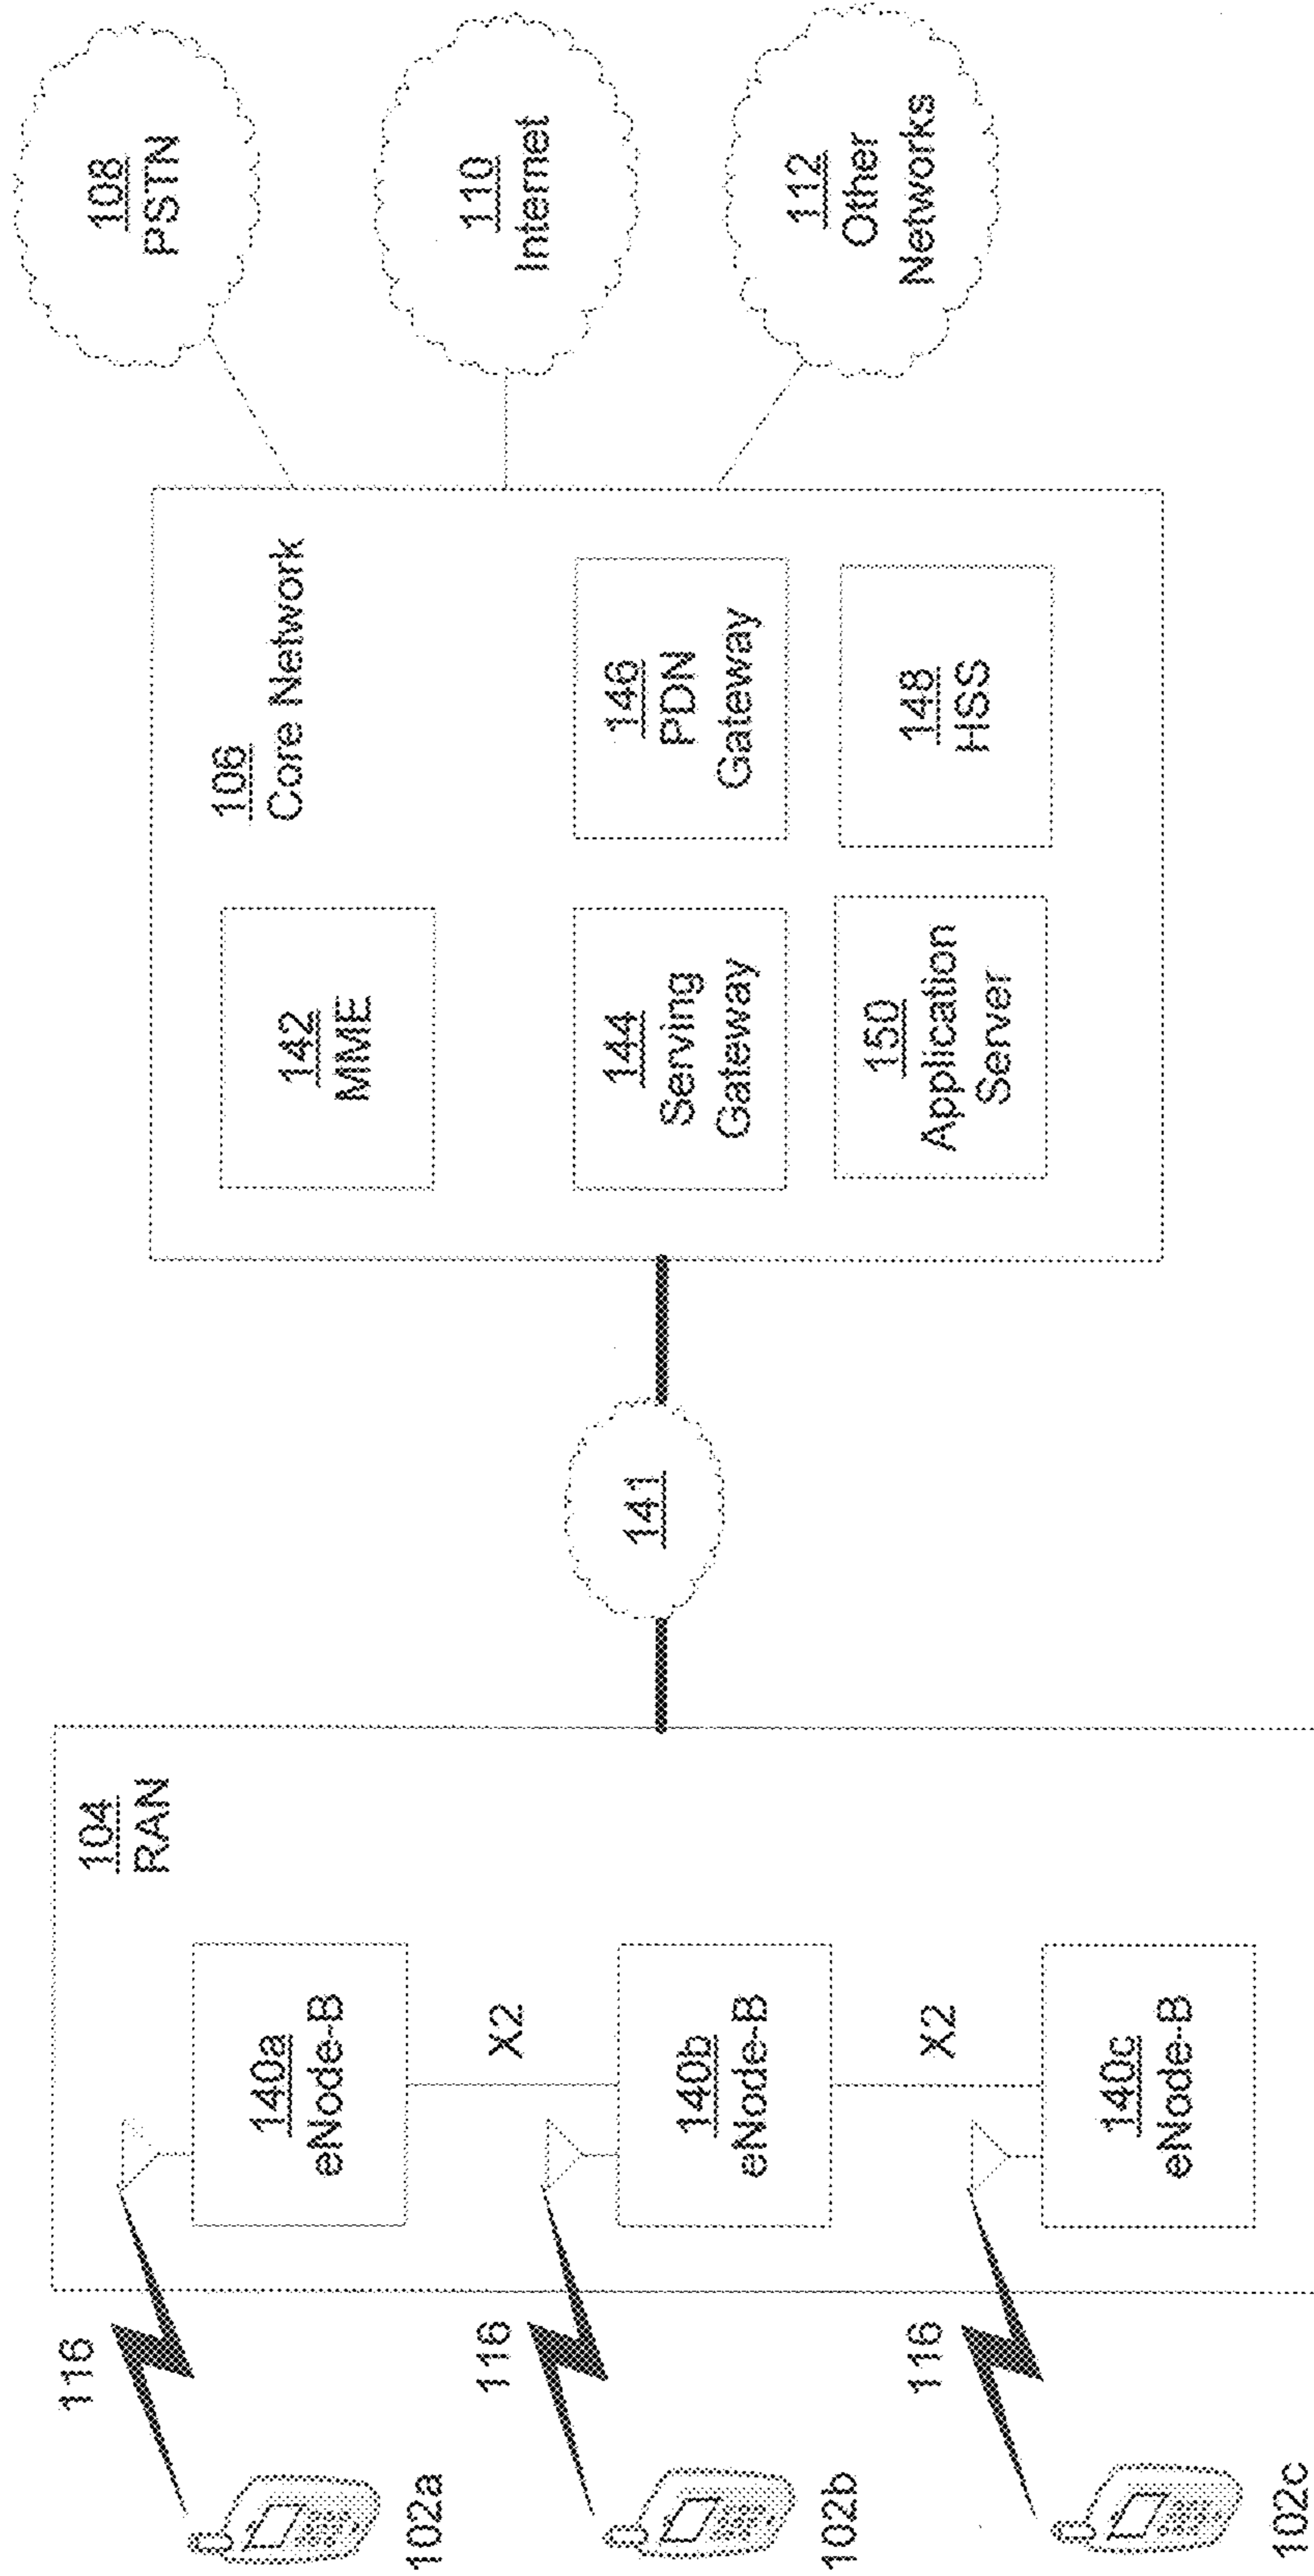 102a
102b
102c
116
116
116
104
RAN
140a
eNode-B
X2
140b
eNode-B
X2
140c
eNode-B
141
106
Core Network
142
MME
144
Serving
Gateway
146
PDN
Gateway
150
Application
Server
148
HSS
108
PSTN
110
Internet
112
Other
Networks